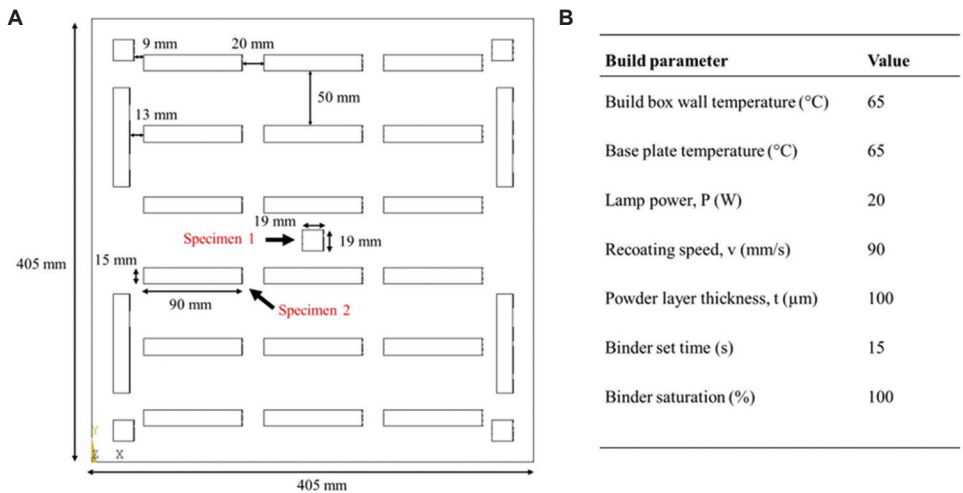 A
9 mm
20 mm
50 mm
13 mm
19 mm
Specimen 1
19 mm
405 mm
15 mm
90 mm
Specimen 2
Y
Z X
405 mm
B
Build parameter Value
Build box wall temperature (°C) 65
Base plate temperature (°C) 65
Lamp power, P (W) 20
Recoating speed, v (mm/s) 90
Powder layer thickness, t (µm) 100
Binder set time (s) 15
Binder saturation (%) 100